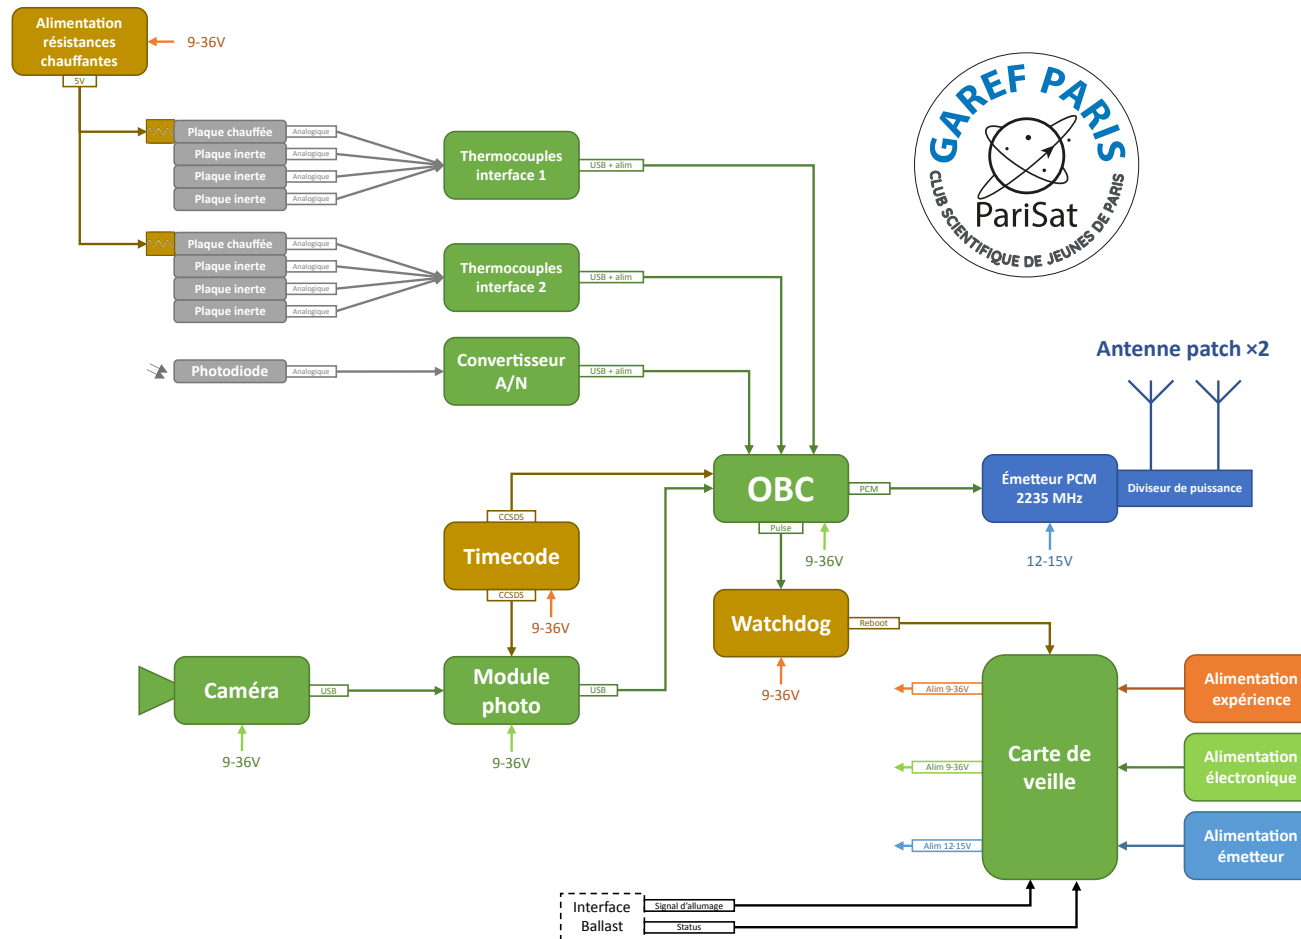 Alimentation
résistances
chauffantes
9-36V
5V
GAREF PARIS
CLUB SCIENTIFIQUE DE JEUNES DE PARIS
PariSat
Plaque chauffée
Analogique
Plaque inerte
Analogique
Plaque inerte
Analogique
Plaque inerte
Analogique
Thermocouples
interface 1
USB + alim
Plaque chauffée
Analogique
Plaque inerte
Analogique
Plaque inerte
Analogique
Plaque inerte
Analogique
Thermocouples
interface 2
USB + alim
Photodiode
Analogique
Convertisseur
A/N
USB + alim
Antenne patch ×2
OBC
PCM
Pulse
9-36V
Émetteur PCM
2235 MHz
Diviseur de puissance
12-15V
CCSDS
Timecode
CCSDS
9-36V
Watchdog
Reboot
9-36V
Caméra
USB
9-36V
Module
photo
USB
9-36V
Carte de
veille
Alim 9-36V
Alim 9-36V
Alim 12-15V
Alimentation
expérience
Alimentation
électronique
Alimentation
émetteur
Interface
Ballast
Signal d'allumage
Status